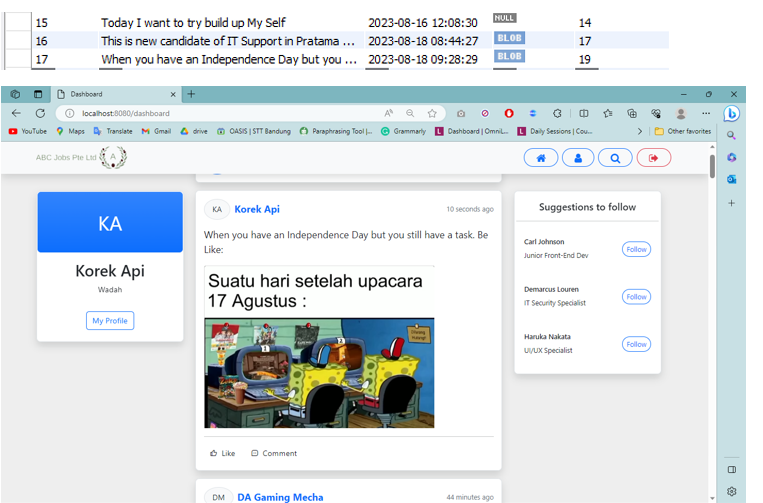 15 Today I want to try build up My Self 2023-08-16 12:08:30 NULL 14
16 This is new candidate of IT Support in Pratama ... 2023-08-18 08:44:27 BLOB 17
17 When you have an Independence Day but you ... 2023-08-18 09:28:29 BLOB 19
Dashboard
localhost:8080/dashboard
YouTube Maps Translate Gmail drive OASIS | STT Bandung Paraphrasing Tool |... Grammarly Dashboard | OmniL... Daily Sessions | Cou... Other favorites
ABC Jobs Pte Ltd A
KA
Korek Api
Wadah
My Profile
KA Korek Api 10 seconds ago
When you have an Independence Day but you still have a task. Be
Like:
Suatu hari setelah upacara
17 Agustus :
Like Comment
DM DA Gaming Mecha 44 minutes ago
Suggestions to follow
Carl Johnson
Junior Front-End Dev
Follow
Demarcus Louren
IT Security Specialist
Follow
Haruka Nakata
UI/UX Specialist
Follow